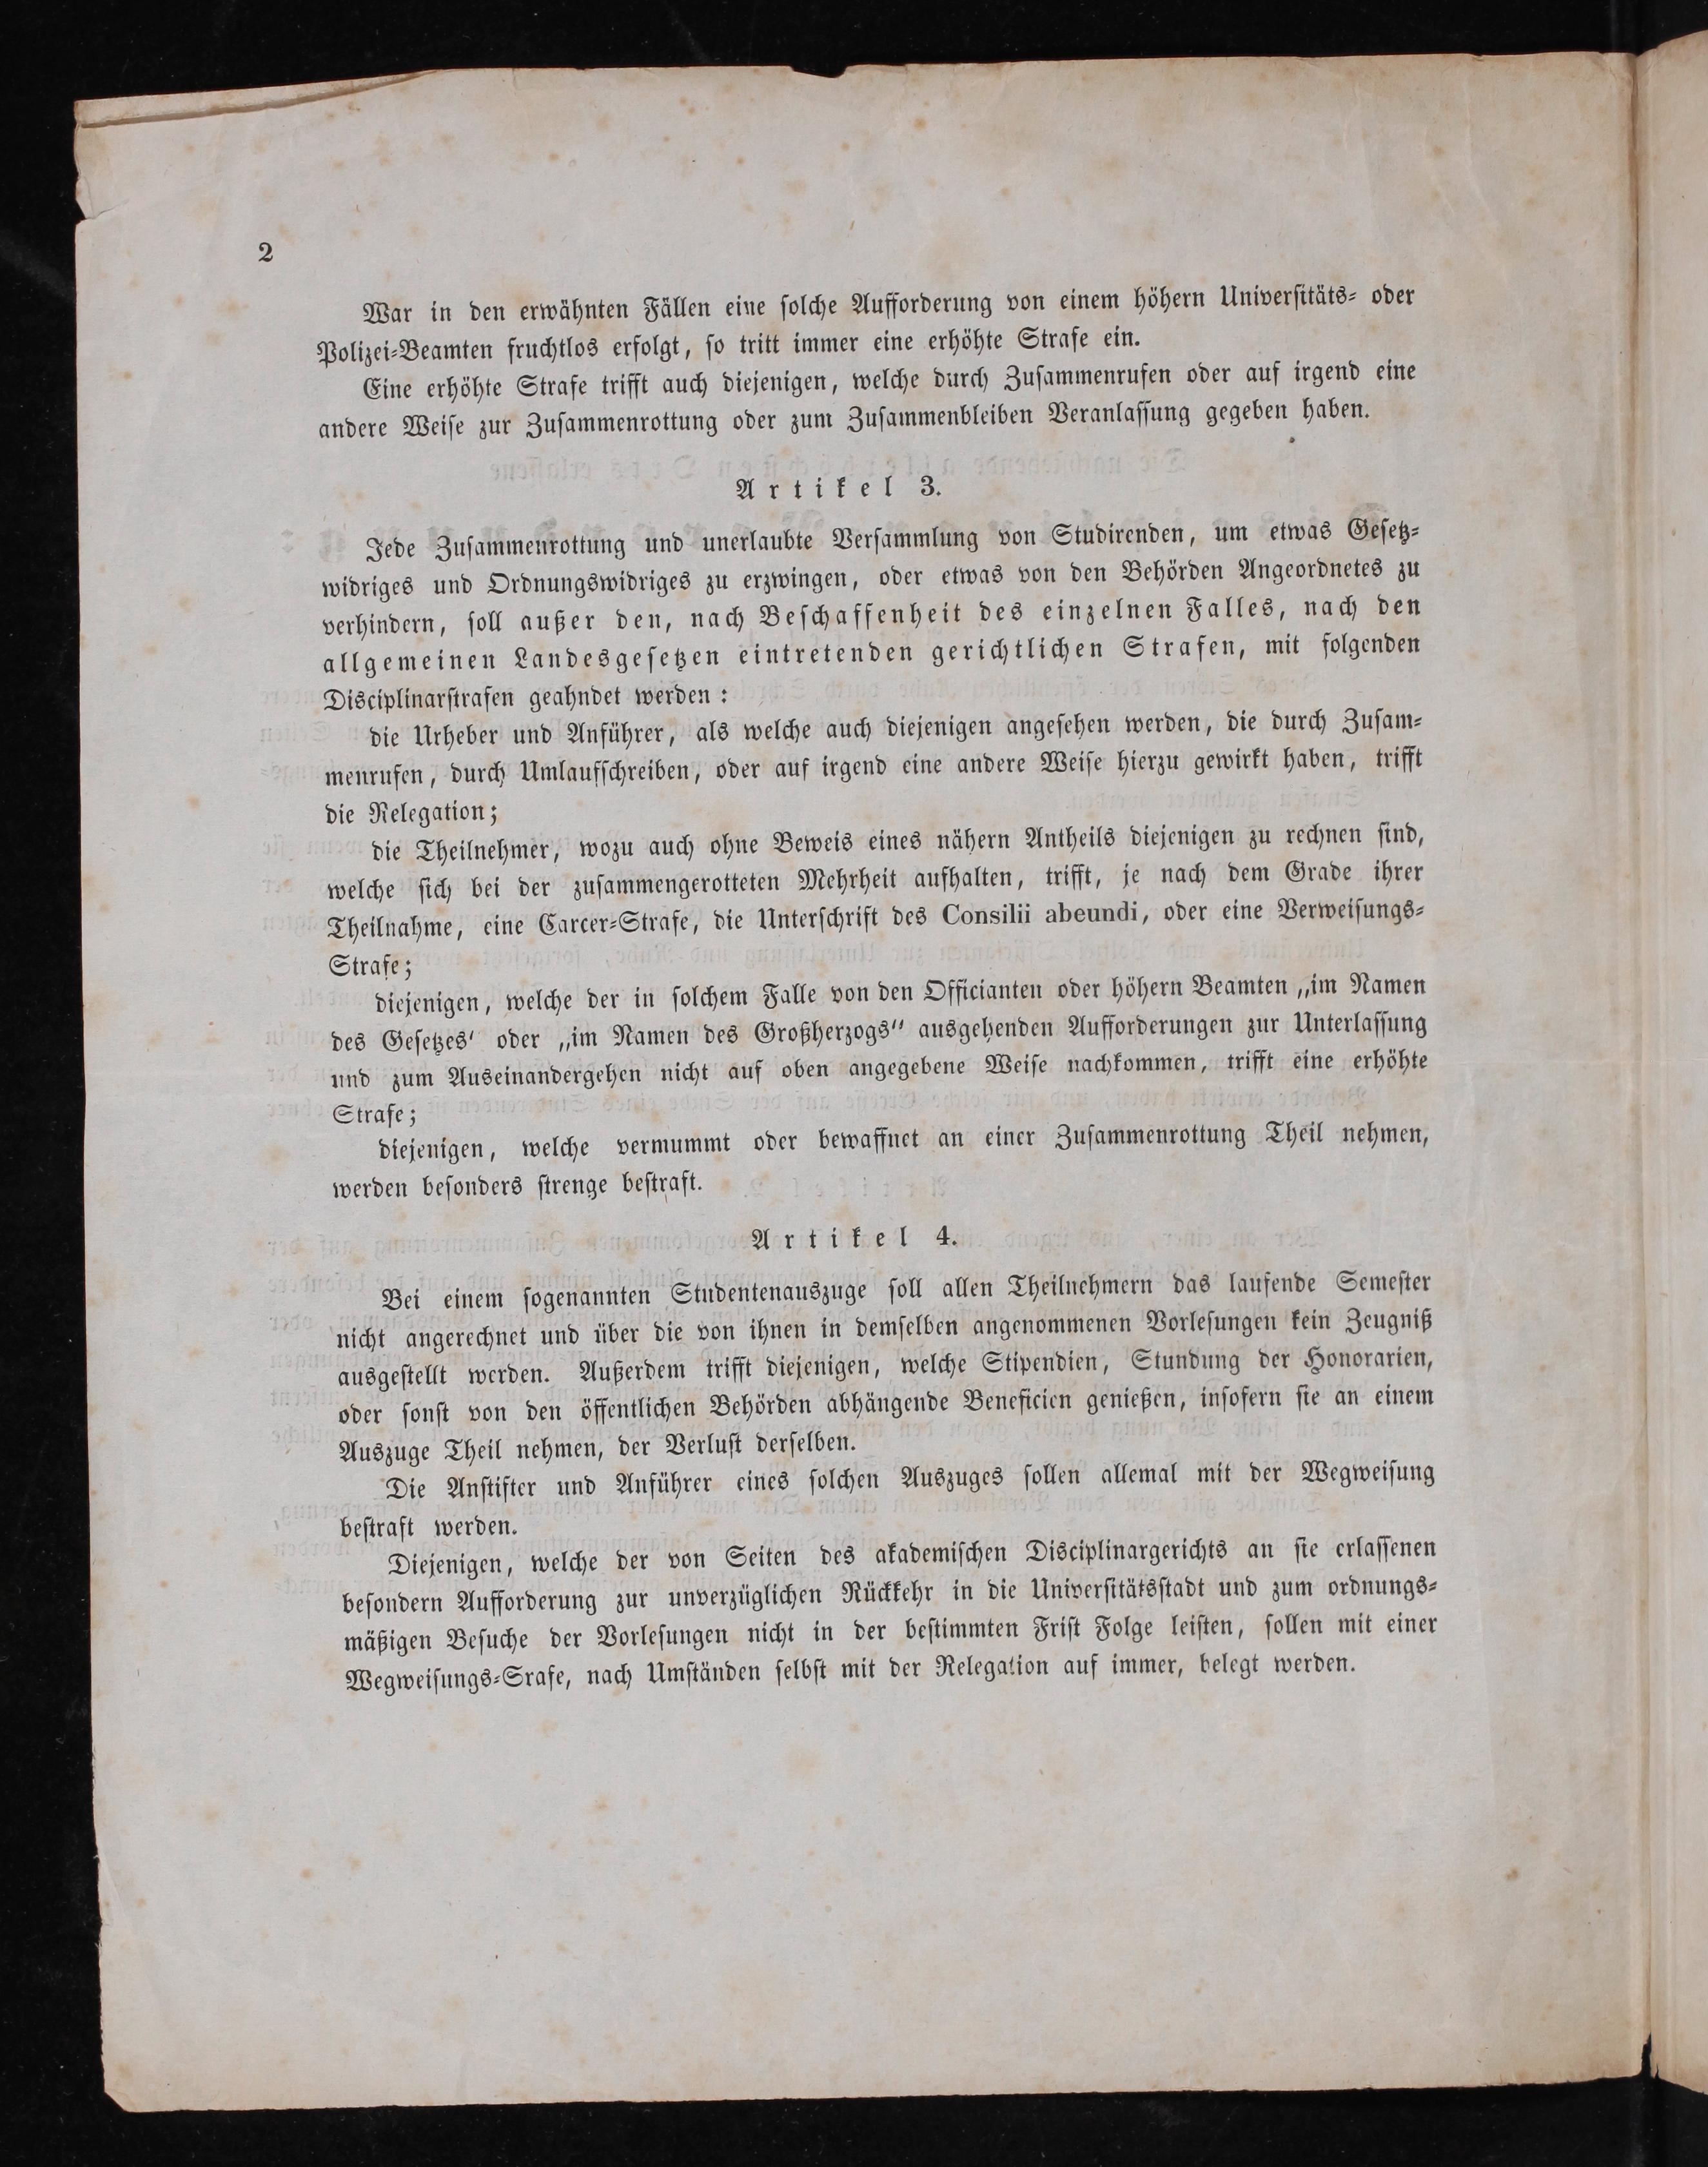 2
War in den erwähnten Fällen eine solche Aufforderung von einem höhern Universitäts- oder
Polizei-Beamten fruchtlos erfolgt, so tritt immer eine erhöhte Strafe ein.
Eine erhöhte Strafe trifft auch diejenigen, welche durch Zusammenrufen oder auf irgend eine
andere Weise zur Zusammenrottung oder zum Zusammenbleiben Veranlassung gegeben haben.
Artikel 3.
Jede Zusammenrottung und unerlaubte Versammlung von Studirenden, um etwas Gesetz-
widriges und Ordnungswidriges zu erzwingen, oder etwas von den Behörden Angeordnetes zu
verhindern, soll außer den, nach Beschaffenheit des einzelnen Falles, nach den
allgemeinen Landesgesetzen eintretenden gerichtlichen Strafen, mit folgenden
Disciplinarstrafen geahndet werden:
die Urheber und Anführer, als welche auch diejenigen angesehen werden, die durch Zusam-
menrufen, durch Umlaufschreiben, oder auf irgend eine andere Weise hierzu gewirkt haben, trifft
die Relegation;
die Theilnehmer, wozu auch ohne Beweis eines nähern Antheils diejenigen zu rechnen sind,
welche sich bei der zusammengerotteten Mehrheit aufhalten, trifft, je nach dem Grade ihrer
Theilnahme, eine Carcer-Strafe, die Unterschrift des Consilii abeundi, oder eine Verweisungs-
Strafe;
diejenigen, welche der in solchem Falle von den Officianten oder höhern Beamten „im Namen
des Gesetzes' oder „im Namen des Großherzogs" ausgehenden Aufforderungen zur Unterlassung
und zum Auseinandergehen nicht auf oben angegebene Weise nachkommen, trifft eine erhöhte
Strafe;
diejenigen, welche vermummt oder bewaffnet an einer Zusammenrottung Theil nehmen,
werden besonders strenge bestraft.
Artikel 4.
Bei einem sogenannten Studentenauszuge soll allen Theilnehmern das laufende Semester
nicht angerechnet und über die von ihnen in demselben angenommenen Vorlesungen kein Zeugniß
ausgestellt werden. Außerdem trifft diejenigen, welche Stipendien, Stundung der Honorarien,
oder sonst von den öffentlichen Behörden abhängende Beneficien genießen, insofern sie an einem
Auszuge Theil nehmen, der Verlust derselben.
Die Anstifter und Anführer eines solchen Auszuges sollen allemal mit der Wegweisung
bestraft werden.
Diejenigen, welche der von Seiten des akademischen Disciplinargerichts an sie erlassenen
besondern Aufforderung zur unverzüglichen Rückkehr in die Universitätsstadt und zum ordnungs-
mäßigen Besuche der Vorlesungen nicht in der bestimmten Frist Folge leisten, sollen mit einer
Wegweisungs-Srafe, nach Umständen selbst mit der Relegation auf immer, belegt werden.